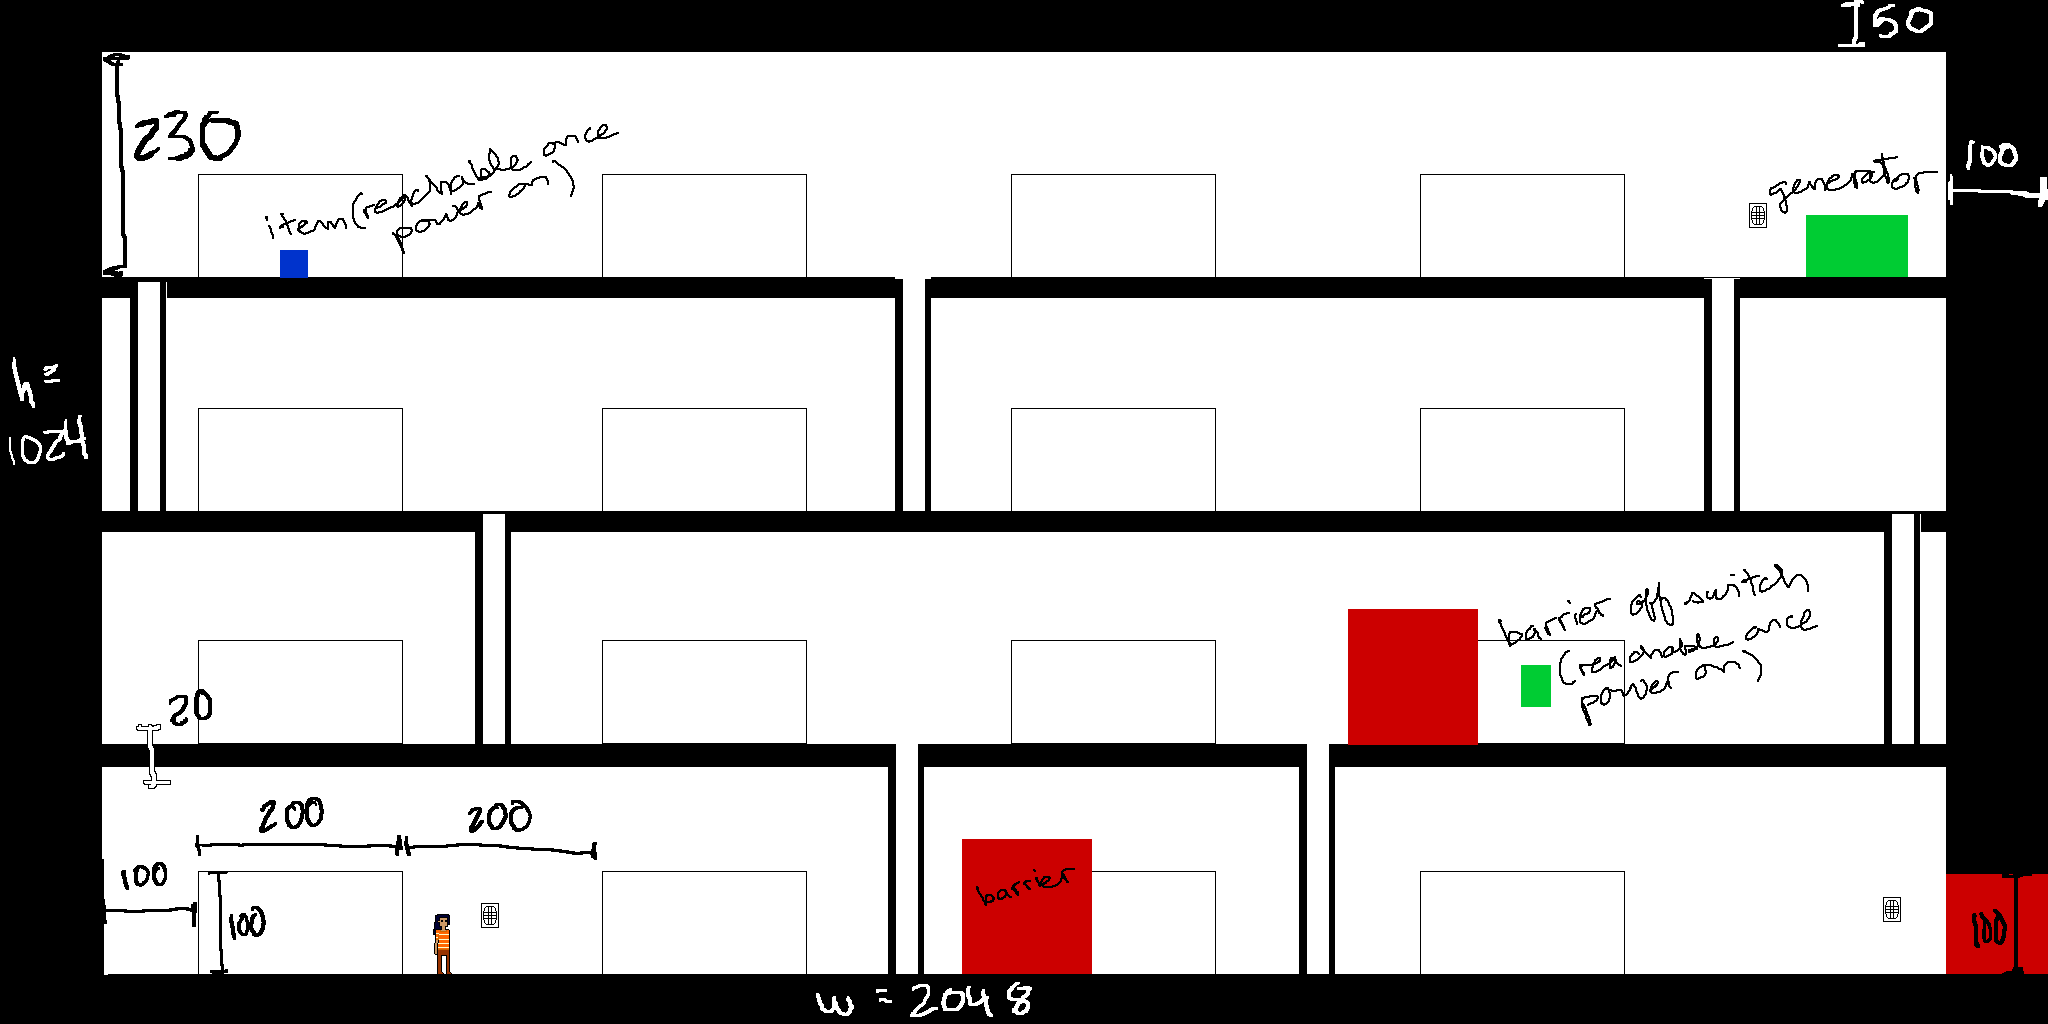 I50
230
item (reachable once
power on)
generator
100
h =
1024
barrier off switch
(reachable once
power on)
20
200
200
100
100
barrier
100
w = 2048